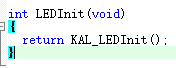 int LEDInit(void)
{
  return KAL_LEDInit();
}